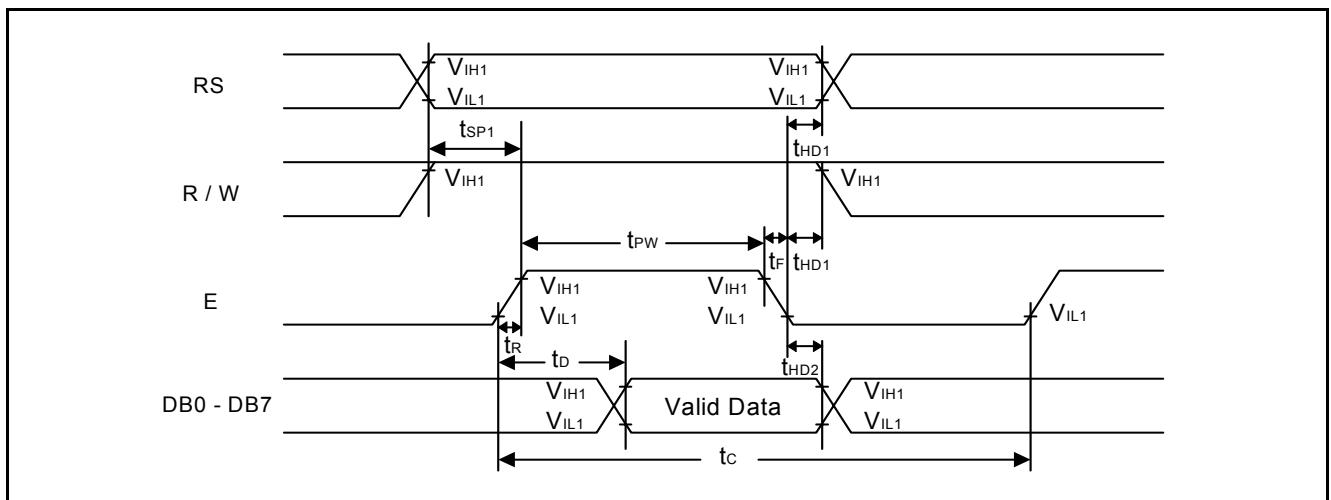 RS
VIH1
VIL1
VIH1
VIL1
tSP1
tHD1
R / W
VIH1
VIH1
tPW
tF
tHD1
E
VIH1
VIL1
VIH1
VIL1
VIL1
tR
tD
tHD2
DB0 - DB7
VIH1
VIL1
Valid Data
VIH1
VIL1
tC